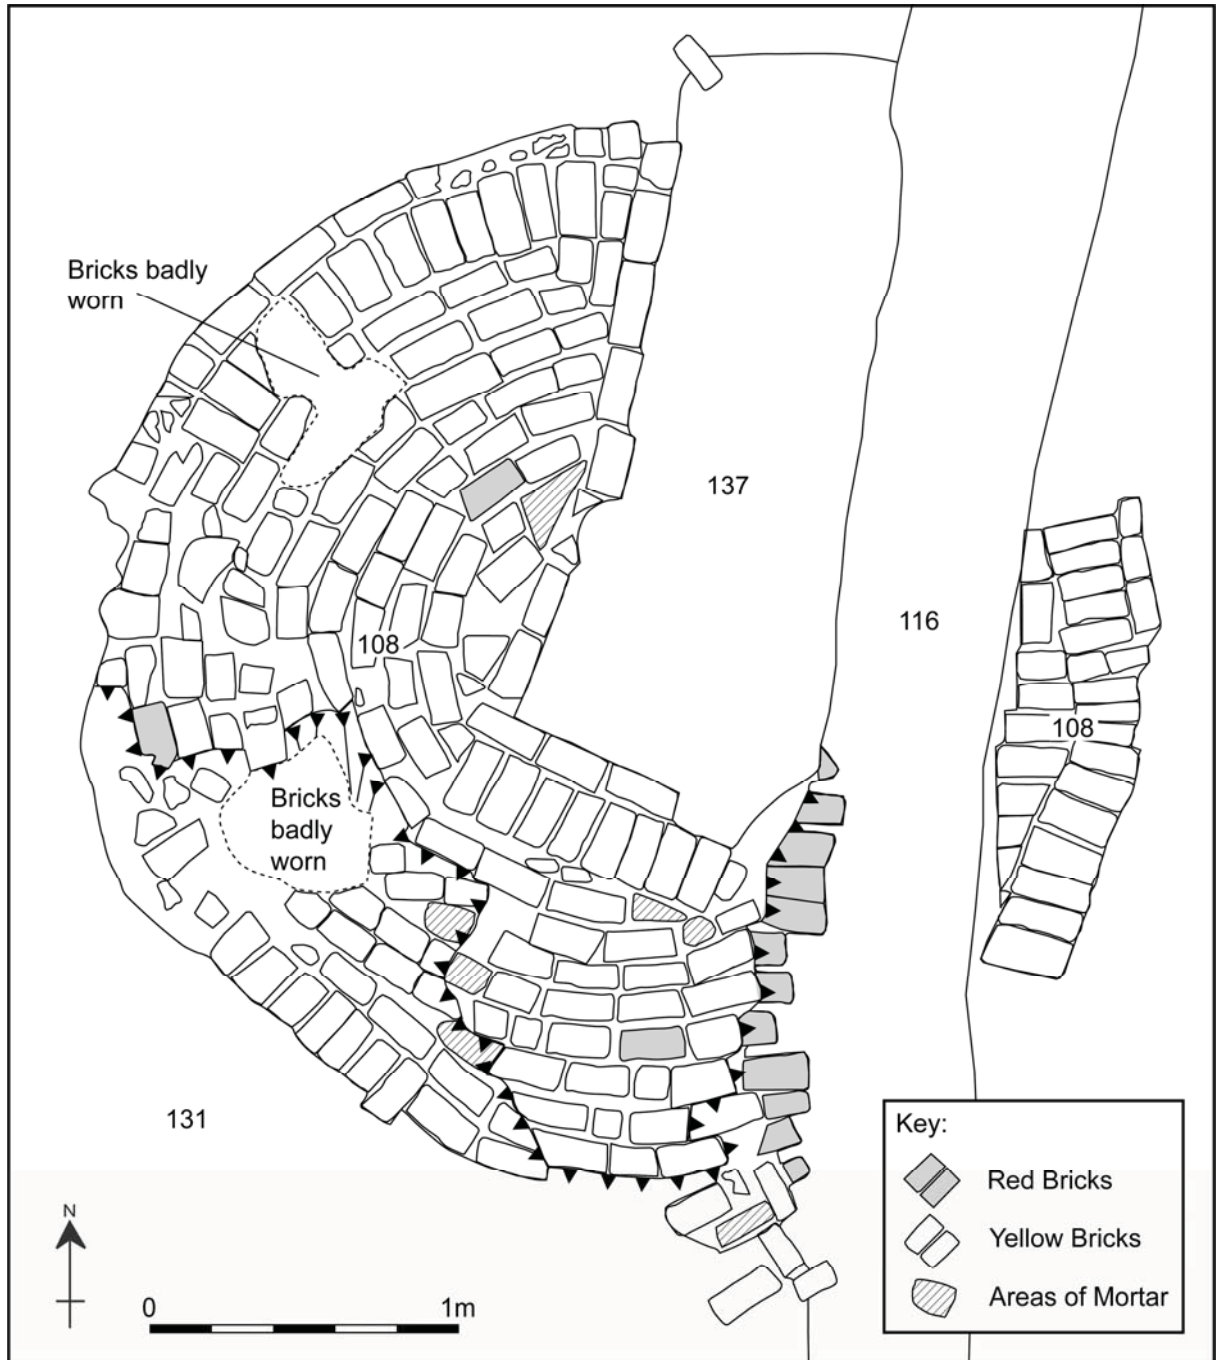 Bricks badly
worn
137
116
108
108
Bricks
badly
worn
131
Key:
Red Bricks
Yellow Bricks
Areas of Mortar
N
0 1m